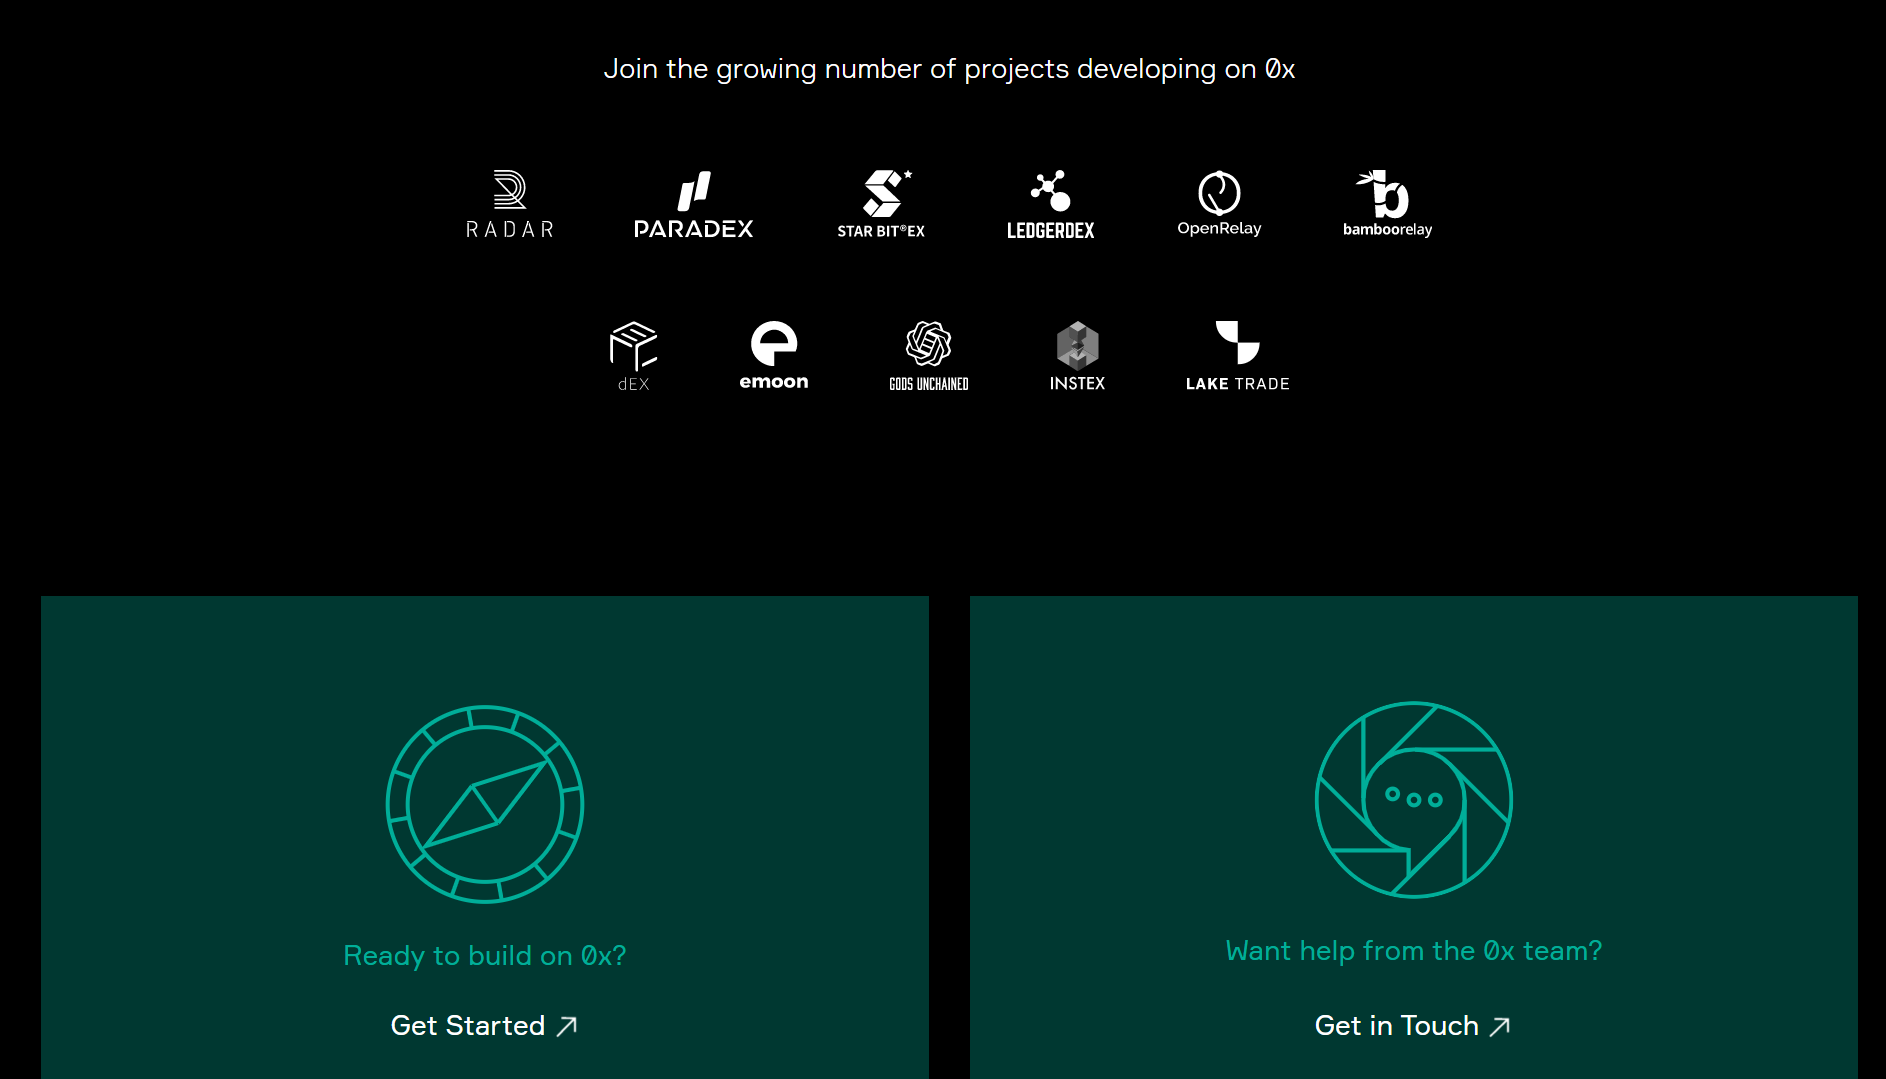 Join the growing number of projects developing on 0x
RADAR
PARADEX
STAR BIT®EX
LEDGERDEX
OpenRelay
bamboorelay
dEX
emoon
GODS UNCHAINED
INSTEX
LAKE TRADE
Ready to build on 0x?
Get Started
Want help from the 0x team?
Get in Touch